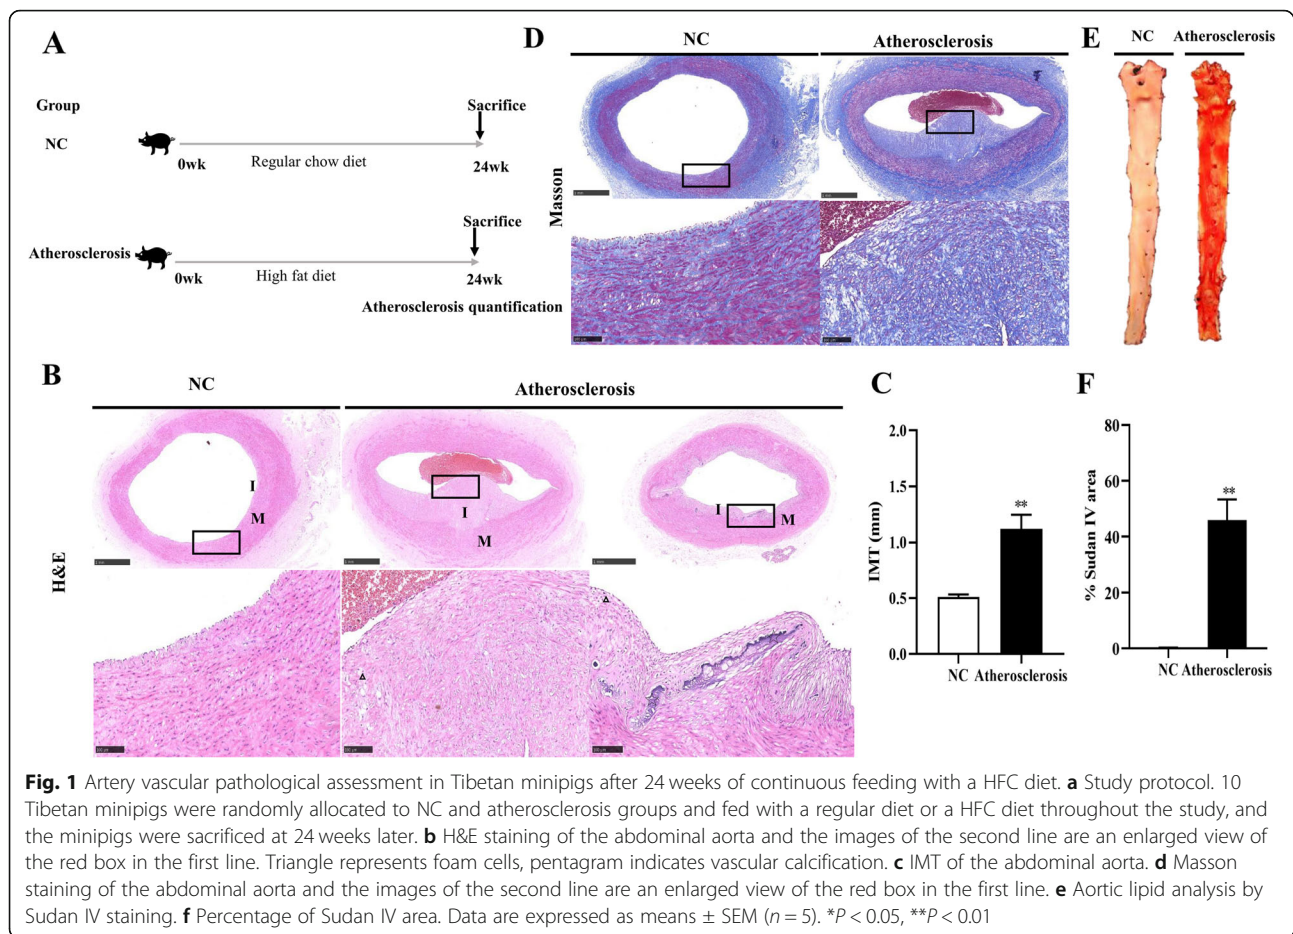 A
Group
NC
0wk
Regular chow diet
Sacrifice
24wk
Atherosclerosis
0wk
High fat diet
Sacrifice
24wk
Atherosclerosis quantification
D
NC
Atherosclerosis
Masson
E
NC
Atherosclerosis
B
NC
Atherosclerosis
H&E
I
M
I
M
I
M
C
IMT (mm)
2.0
1.5
1.0
0.5
0.0
**
NC
Atherosclerosis
F
% Sudan IV area
80
60
40
20
0
**
NC
Atherosclerosis
Fig. 1 Artery vascular pathological assessment in Tibetan minipigs after 24 weeks of continuous feeding with a HFC diet. a Study protocol. 10
Tibetan minipigs were randomly allocated to NC and atherosclerosis groups and fed with a regular diet or a HFC diet throughout the study, and
the minipigs were sacrificed at 24 weeks later. b H&E staining of the abdominal aorta and the images of the second line are an enlarged view of
the red box in the first line. Triangle represents foam cells, pentagram indicates vascular calcification. c IMT of the abdominal aorta. d Masson
staining of the abdominal aorta and the images of the second line are an enlarged view of the red box in the first line. e Aortic lipid analysis by
Sudan IV staining. f Percentage of Sudan IV area. Data are expressed as means ± SEM (n = 5). *P < 0.05, **P < 0.01